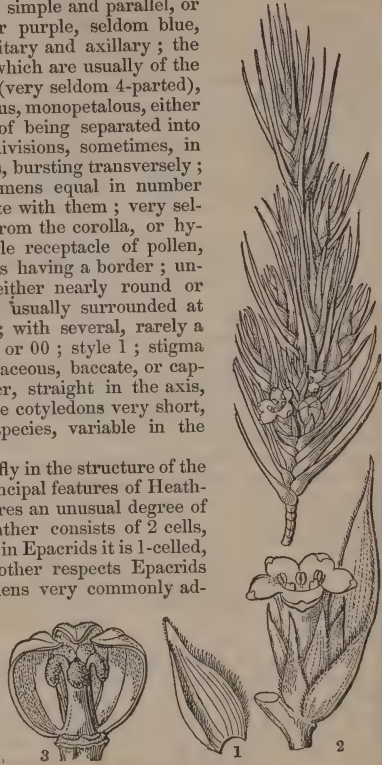 simple and parallel, or
r purple, seldom blue,
itary and axillary ; the
which are usually of the
(very seldom 4-parted),
us, monopetalous, either
of being separated into
ivisions, sometimes, in
, bursting transversely ;
mens equal in number
te with them ; very sel-
rom the corolla, or hy-
le receptacle of pollen,
s having a border ; un-
either nearly round or
usually surrounded at
; with several, rarely a
or 00 ; style 1 ; stigma
aceous, baccate, or cap-
er, straight in the axis,
e cotyledons very short,
species, variable in the
fly in the structure of the
ncipal features of Heath-
res an unusual degree of
ther consists of 2 cells,
in Epacrids it is 1-celled,
other respects Epacrids
ens very commonly ad-
3
1
2